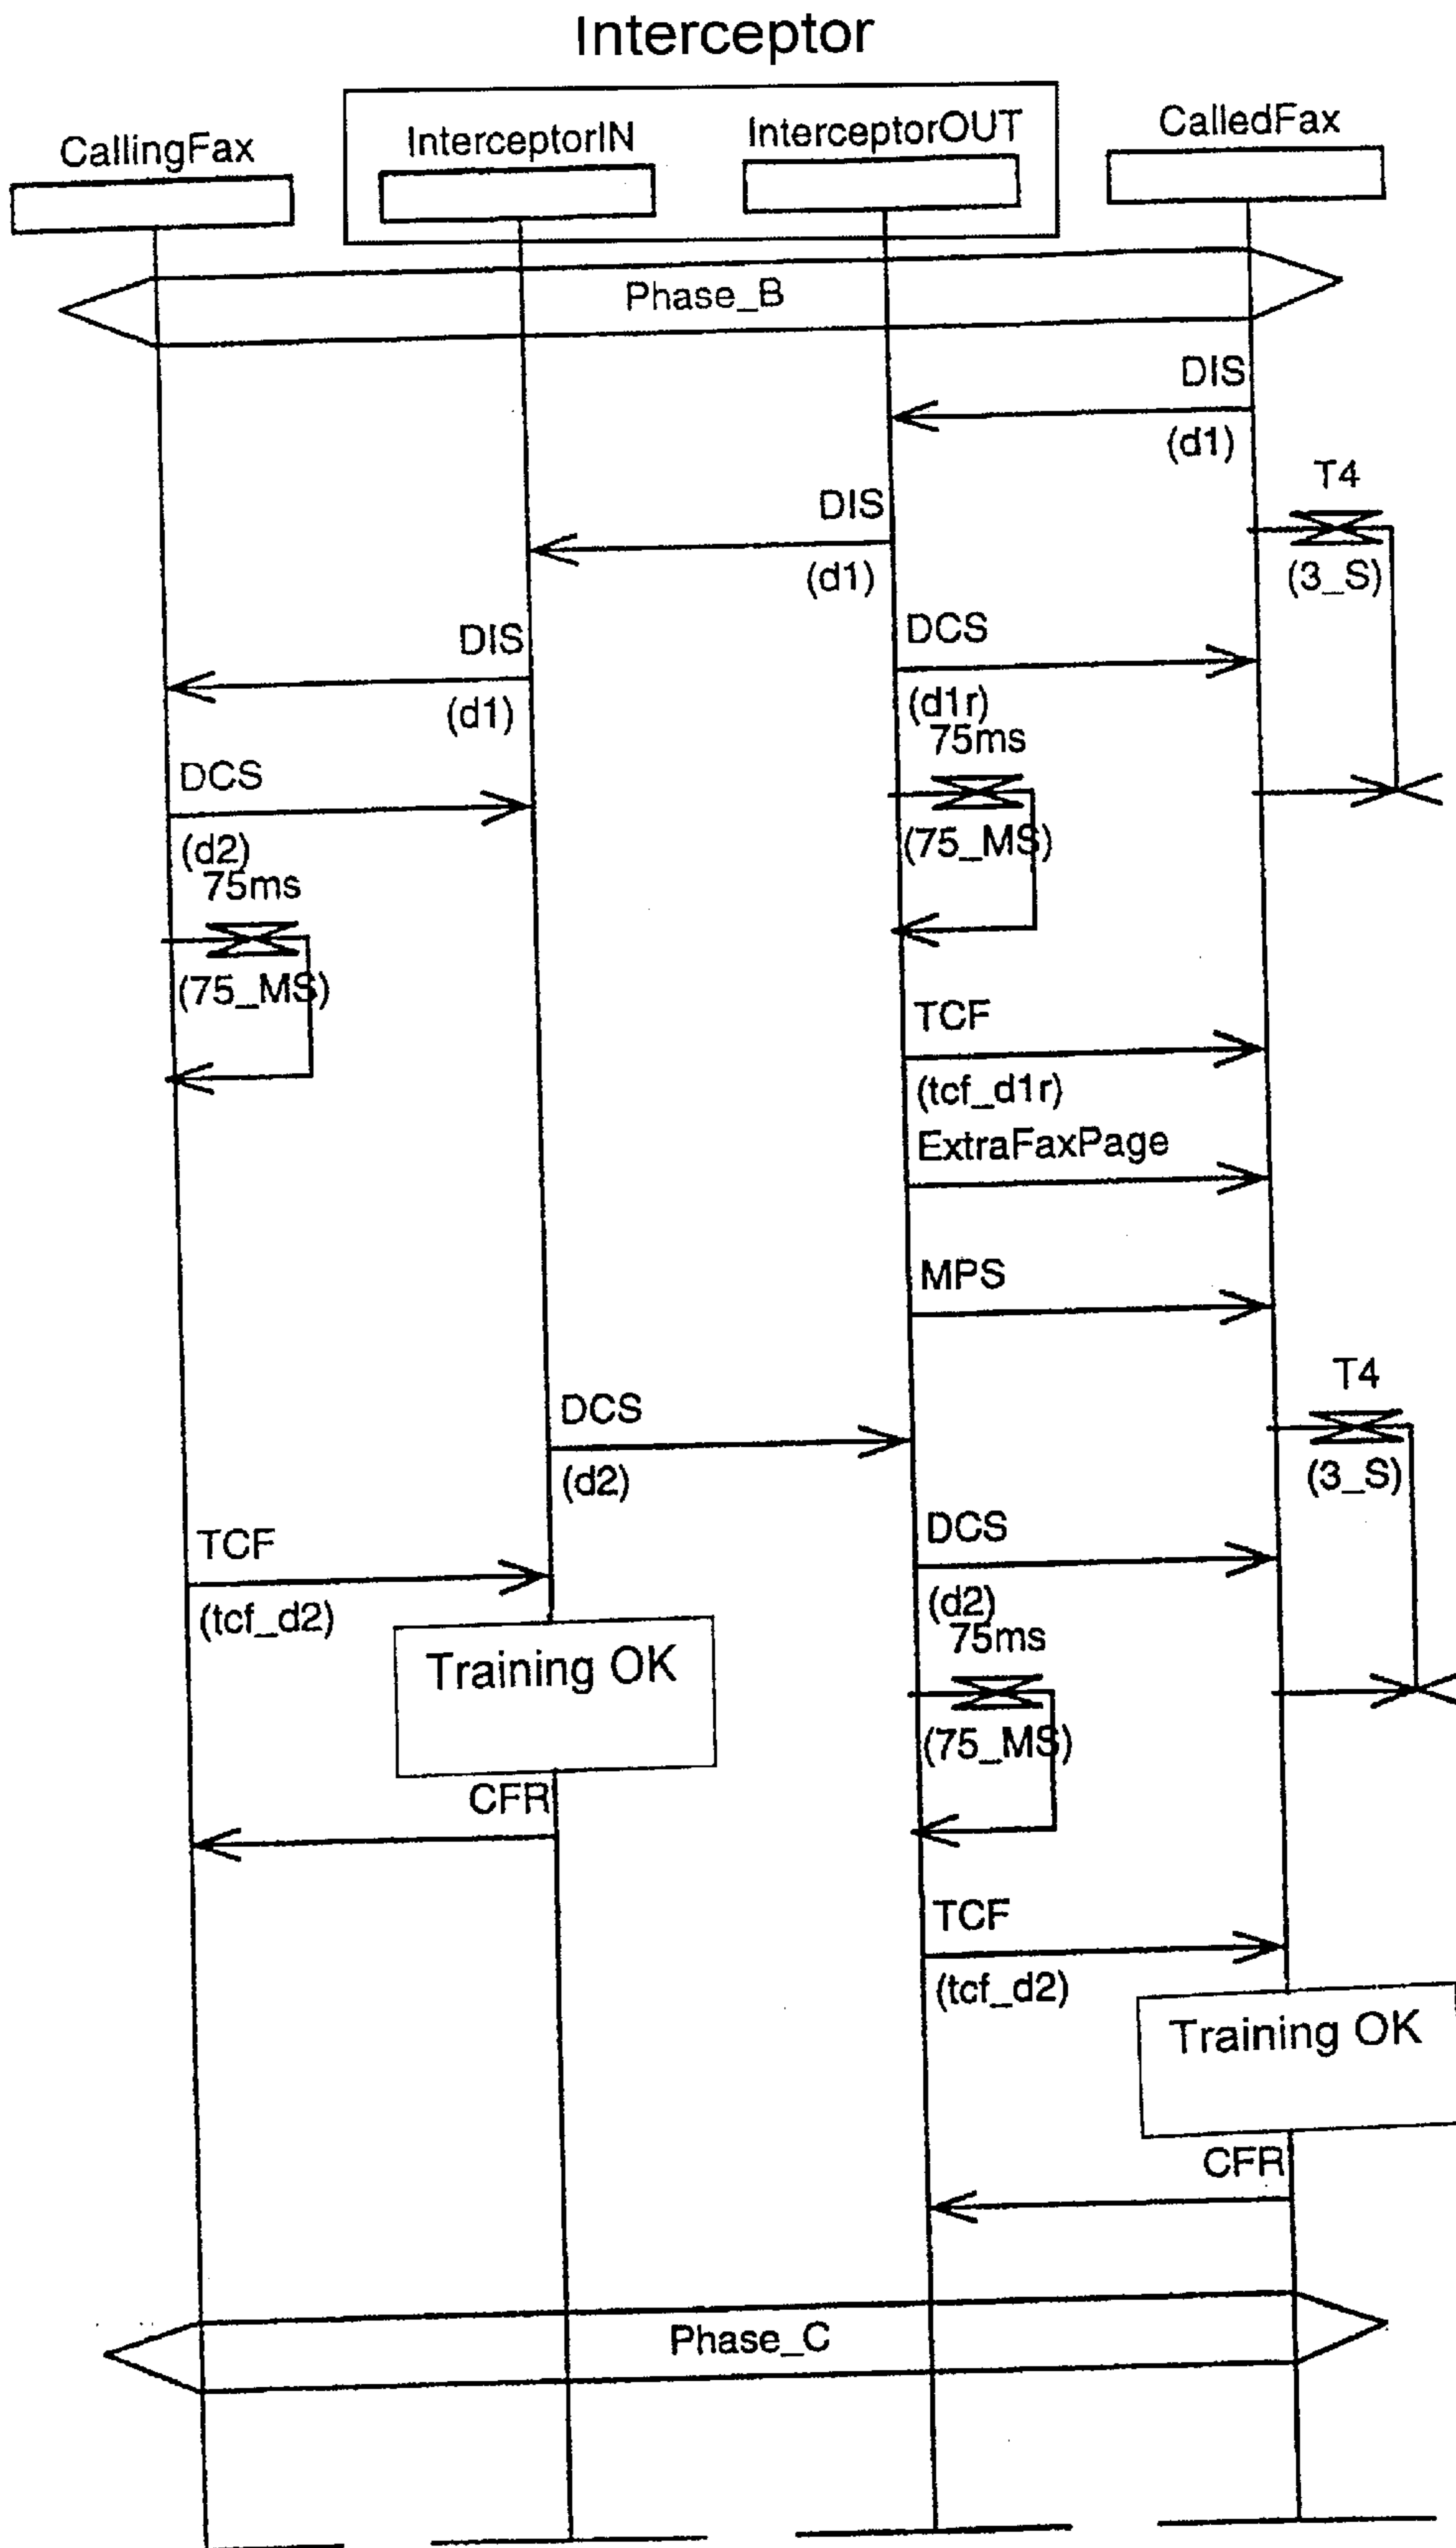 Interceptor
CallingFax
InterceptorIN
InterceptorOUT
CalledFax
Phase_B
DIS
(d1)
T4
(3_S)
DIS
(d1)
DIS
(d1)
DCS
(d1r)
75ms
(75_MS)
DCS
(d2)
75ms
(75_MS)
TCF
(tcf_d1r)
ExtraFaxPage
MPS
T4
(3_S)
DCS
(d2)
DCS
(d2)
75ms
(75_MS)
TCF
(tcf_d2)
Training OK
CFR
TCF
(tcf_d2)
Training OK
CFR
Phase_C